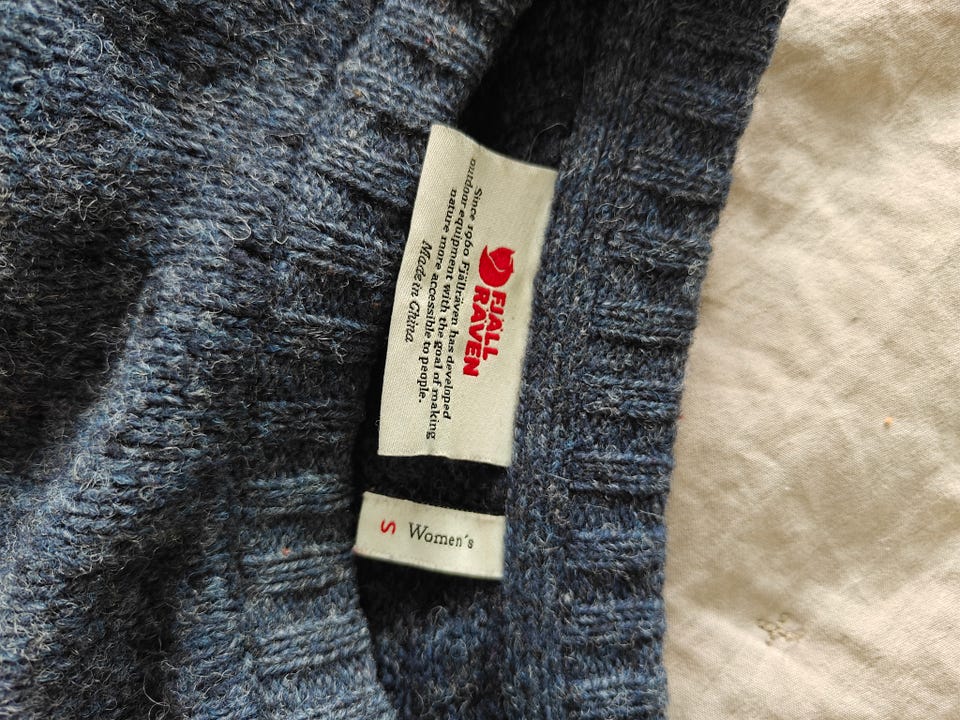 FJÄLL
RÄVEN
Since 1960 Fjällräven has developed
outdoor equipment with the goal of making
nature more accessible to people.
Made in China
S Women's